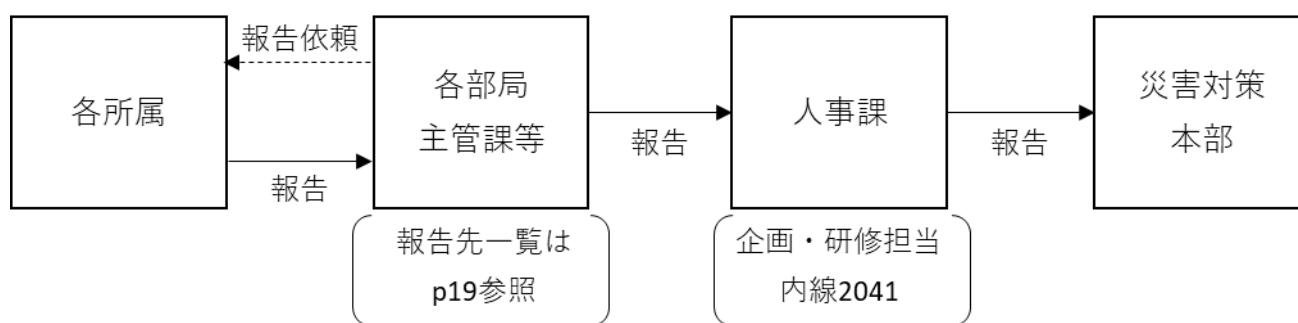 報告依頼
各所属
報告
各部局
主管課等
報告
人事課
報告
災害対策
本部
報告先一覧は
p19参照
企画・研修担当
内線2041